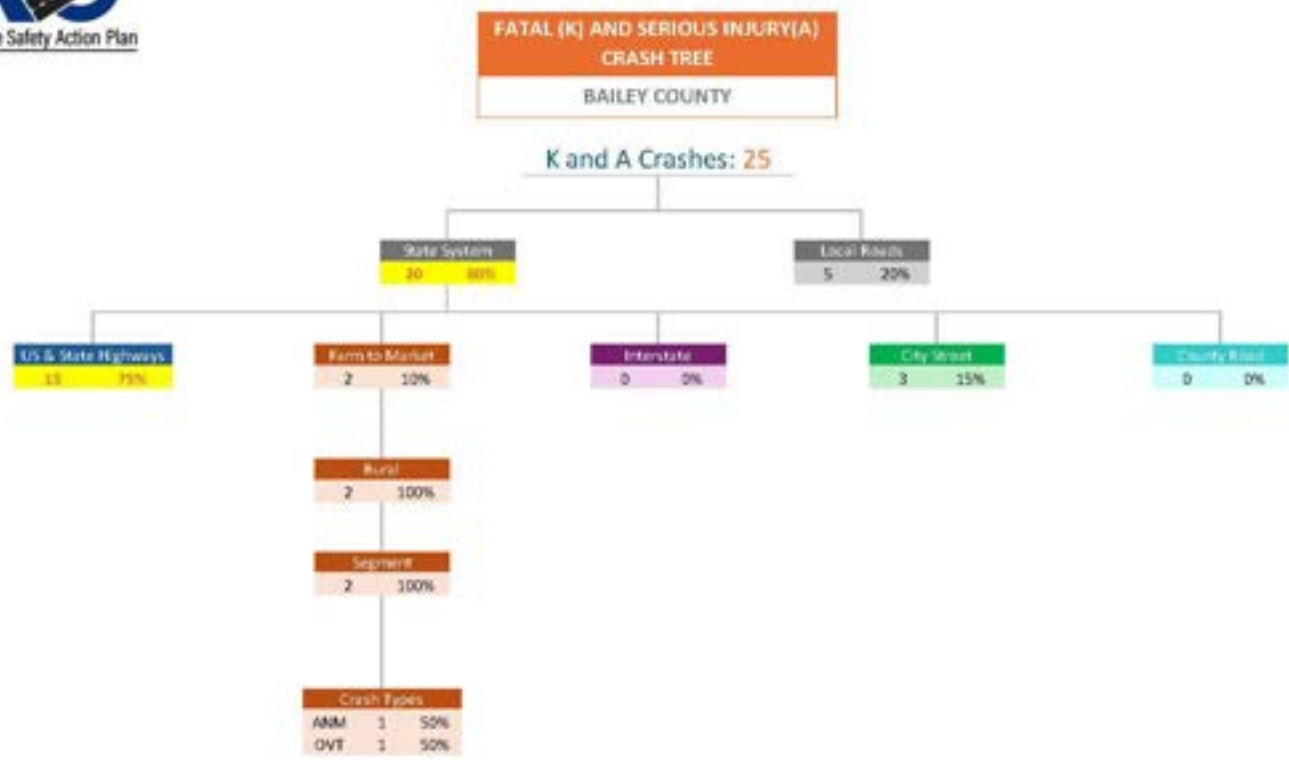 Safety Action Plan
FATAL (K) AND SERIOUS INJURY(A)
CRASH TREE
BAILEY COUNTY
K and A Crashes: 25
State System
20 80%
Local Roads
5 20%
US & State Highways
15 75%
Farm to Market
2 10%
Interstate
0 0%
City Street
3 15%
County Road
0 0%
Rural
2 100%
Segment
2 100%
Crash Types
ANM 1 50%
OVT 1 50%